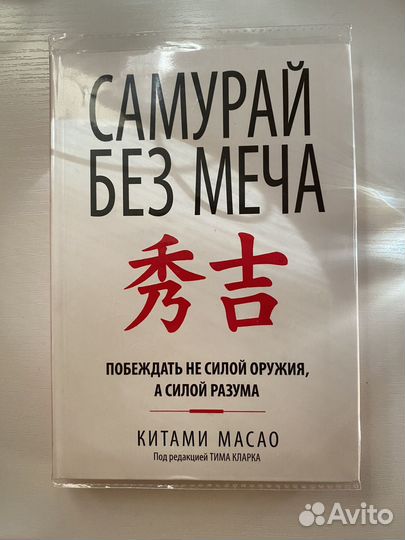 САМУРАЙ
БЕЗ МЕЧА
秀吉
ПОБЕЖДАТЬ НЕ СИЛОЙ ОРУЖИЯ,
А СИЛОЙ РАЗУМА
КИТАМИ МАСАО
Под редакцией ТИМА КЛАРКА
Avito